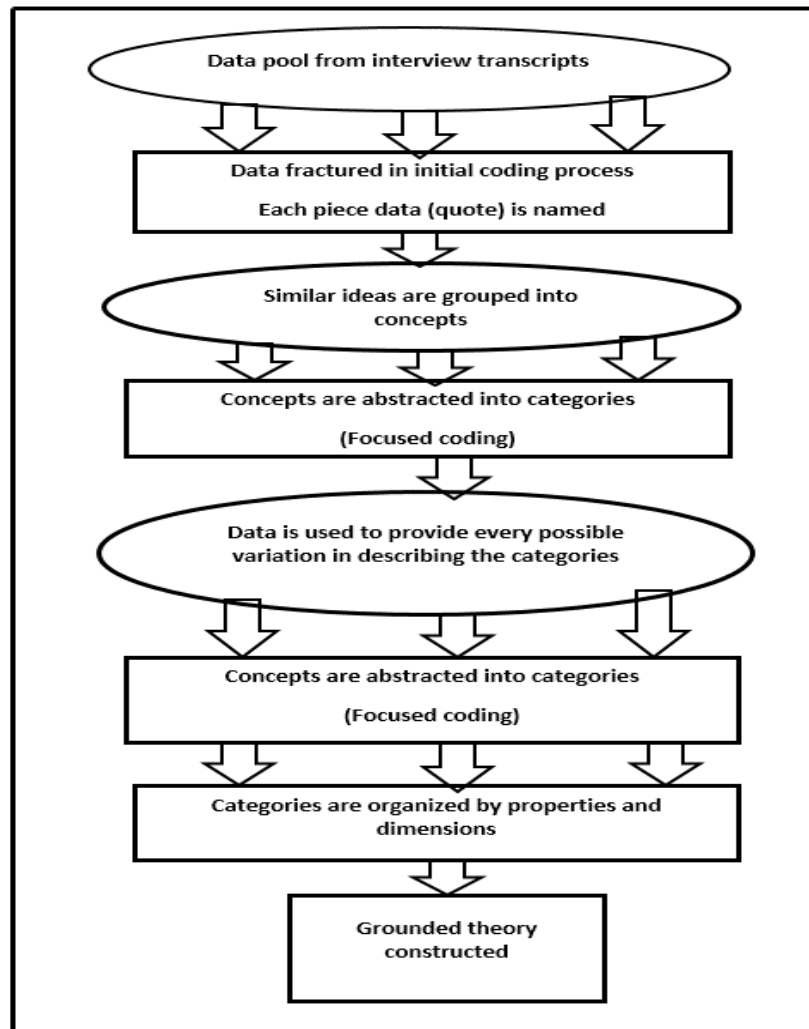 Data pool from interview transcripts
Data fractured in initial coding process
Each piece data (quote) is named
Similar ideas are grouped into
concepts
Concepts are abstracted into categories
(Focused coding)
Data is used to provide every possible
variation in describing the categories
Concepts are abstracted into categories
(Focused coding)
Categories are organized by properties and
dimensions
Grounded theory
constructed